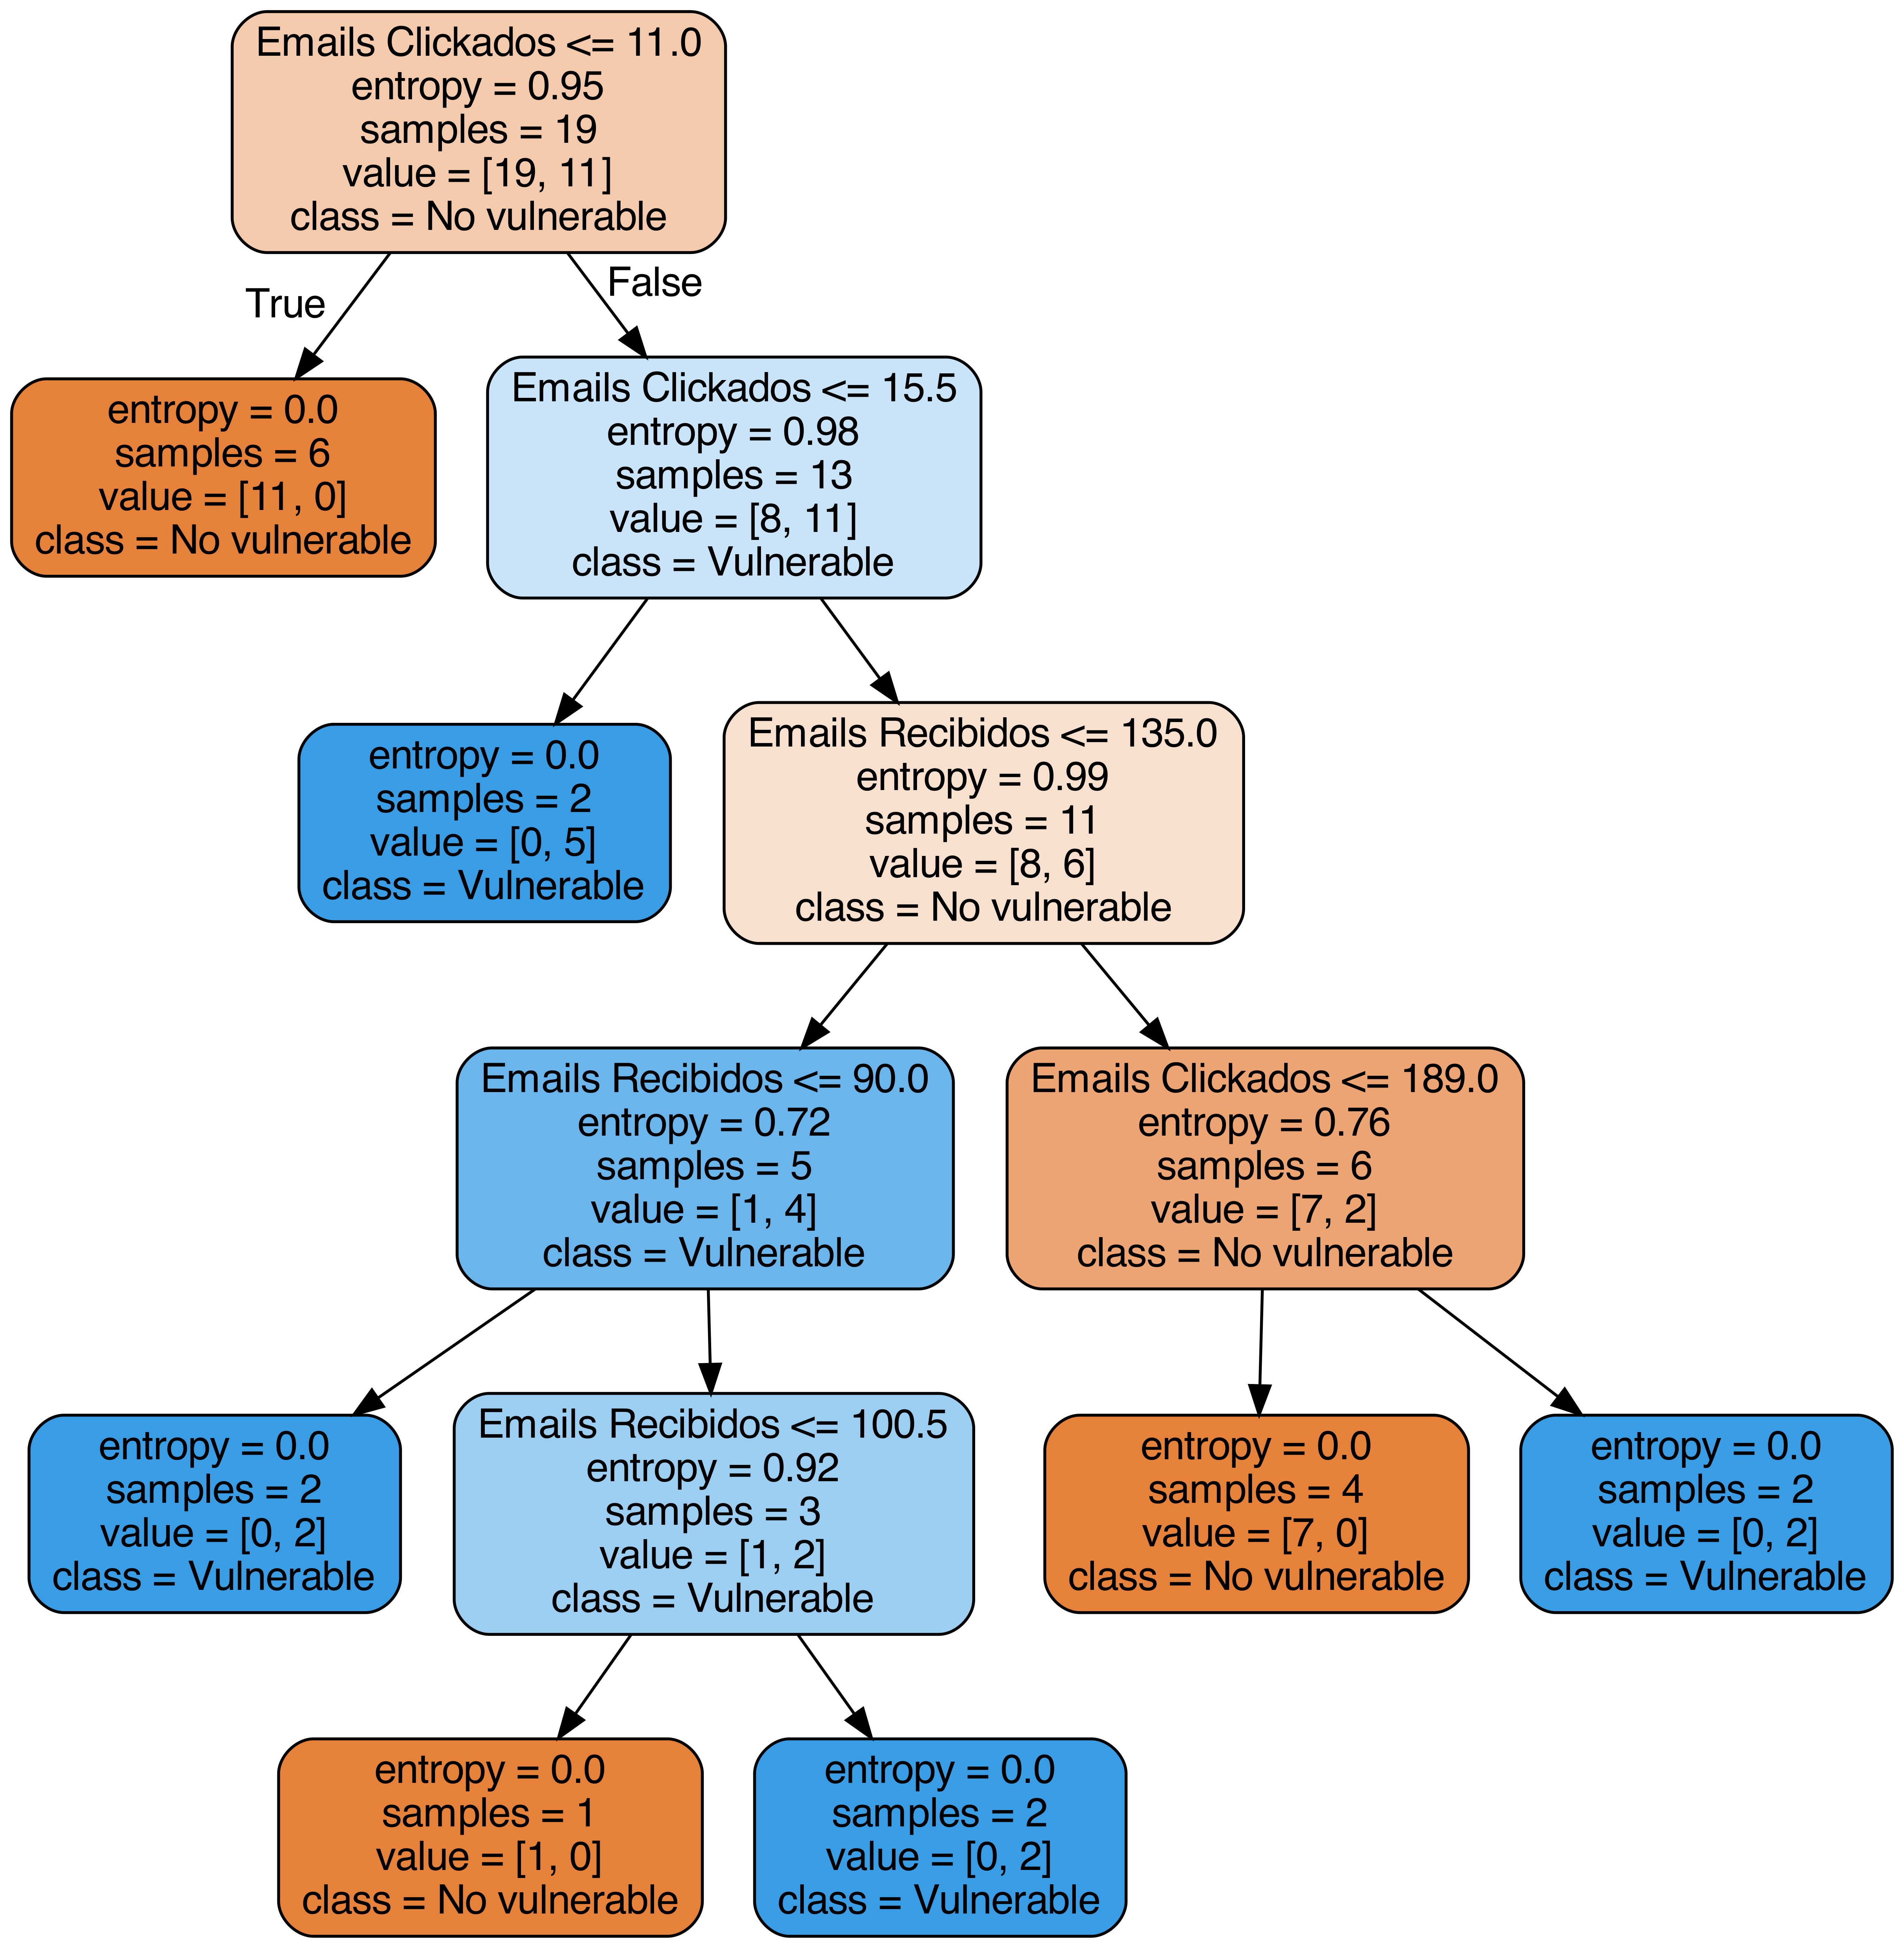 Emails Clickados <= 11.0
entropy = 0.95
samples = 19
value = [19, 11]
class = No vulnerable
True
False
entropy = 0.0
samples = 6
value = [11, 0]
class = No vulnerable
Emails Clickados <= 15.5
entropy = 0.98
samples = 13
value = [8, 11]
class = Vulnerable
entropy = 0.0
samples = 2
value = [0, 5]
class = Vulnerable
Emails Recibidos <= 135.0
entropy = 0.99
samples = 11
value = [8, 6]
class = No vulnerable
Emails Recibidos <= 90.0
entropy = 0.72
samples = 5
value = [1, 4]
class = Vulnerable
Emails Clickados <= 189.0
entropy = 0.76
samples = 6
value = [7, 2]
class = No vulnerable
entropy = 0.0
samples = 2
value = [0, 2]
class = Vulnerable
Emails Recibidos <= 100.5
entropy = 0.92
samples = 3
value = [1, 2]
class = Vulnerable
entropy = 0.0
samples = 4
value = [7, 0]
class = No vulnerable
entropy = 0.0
samples = 2
value = [0, 2]
class = Vulnerable
entropy = 0.0
samples = 1
value = [1, 0]
class = No vulnerable
entropy = 0.0
samples = 2
value = [0, 2]
class = Vulnerable